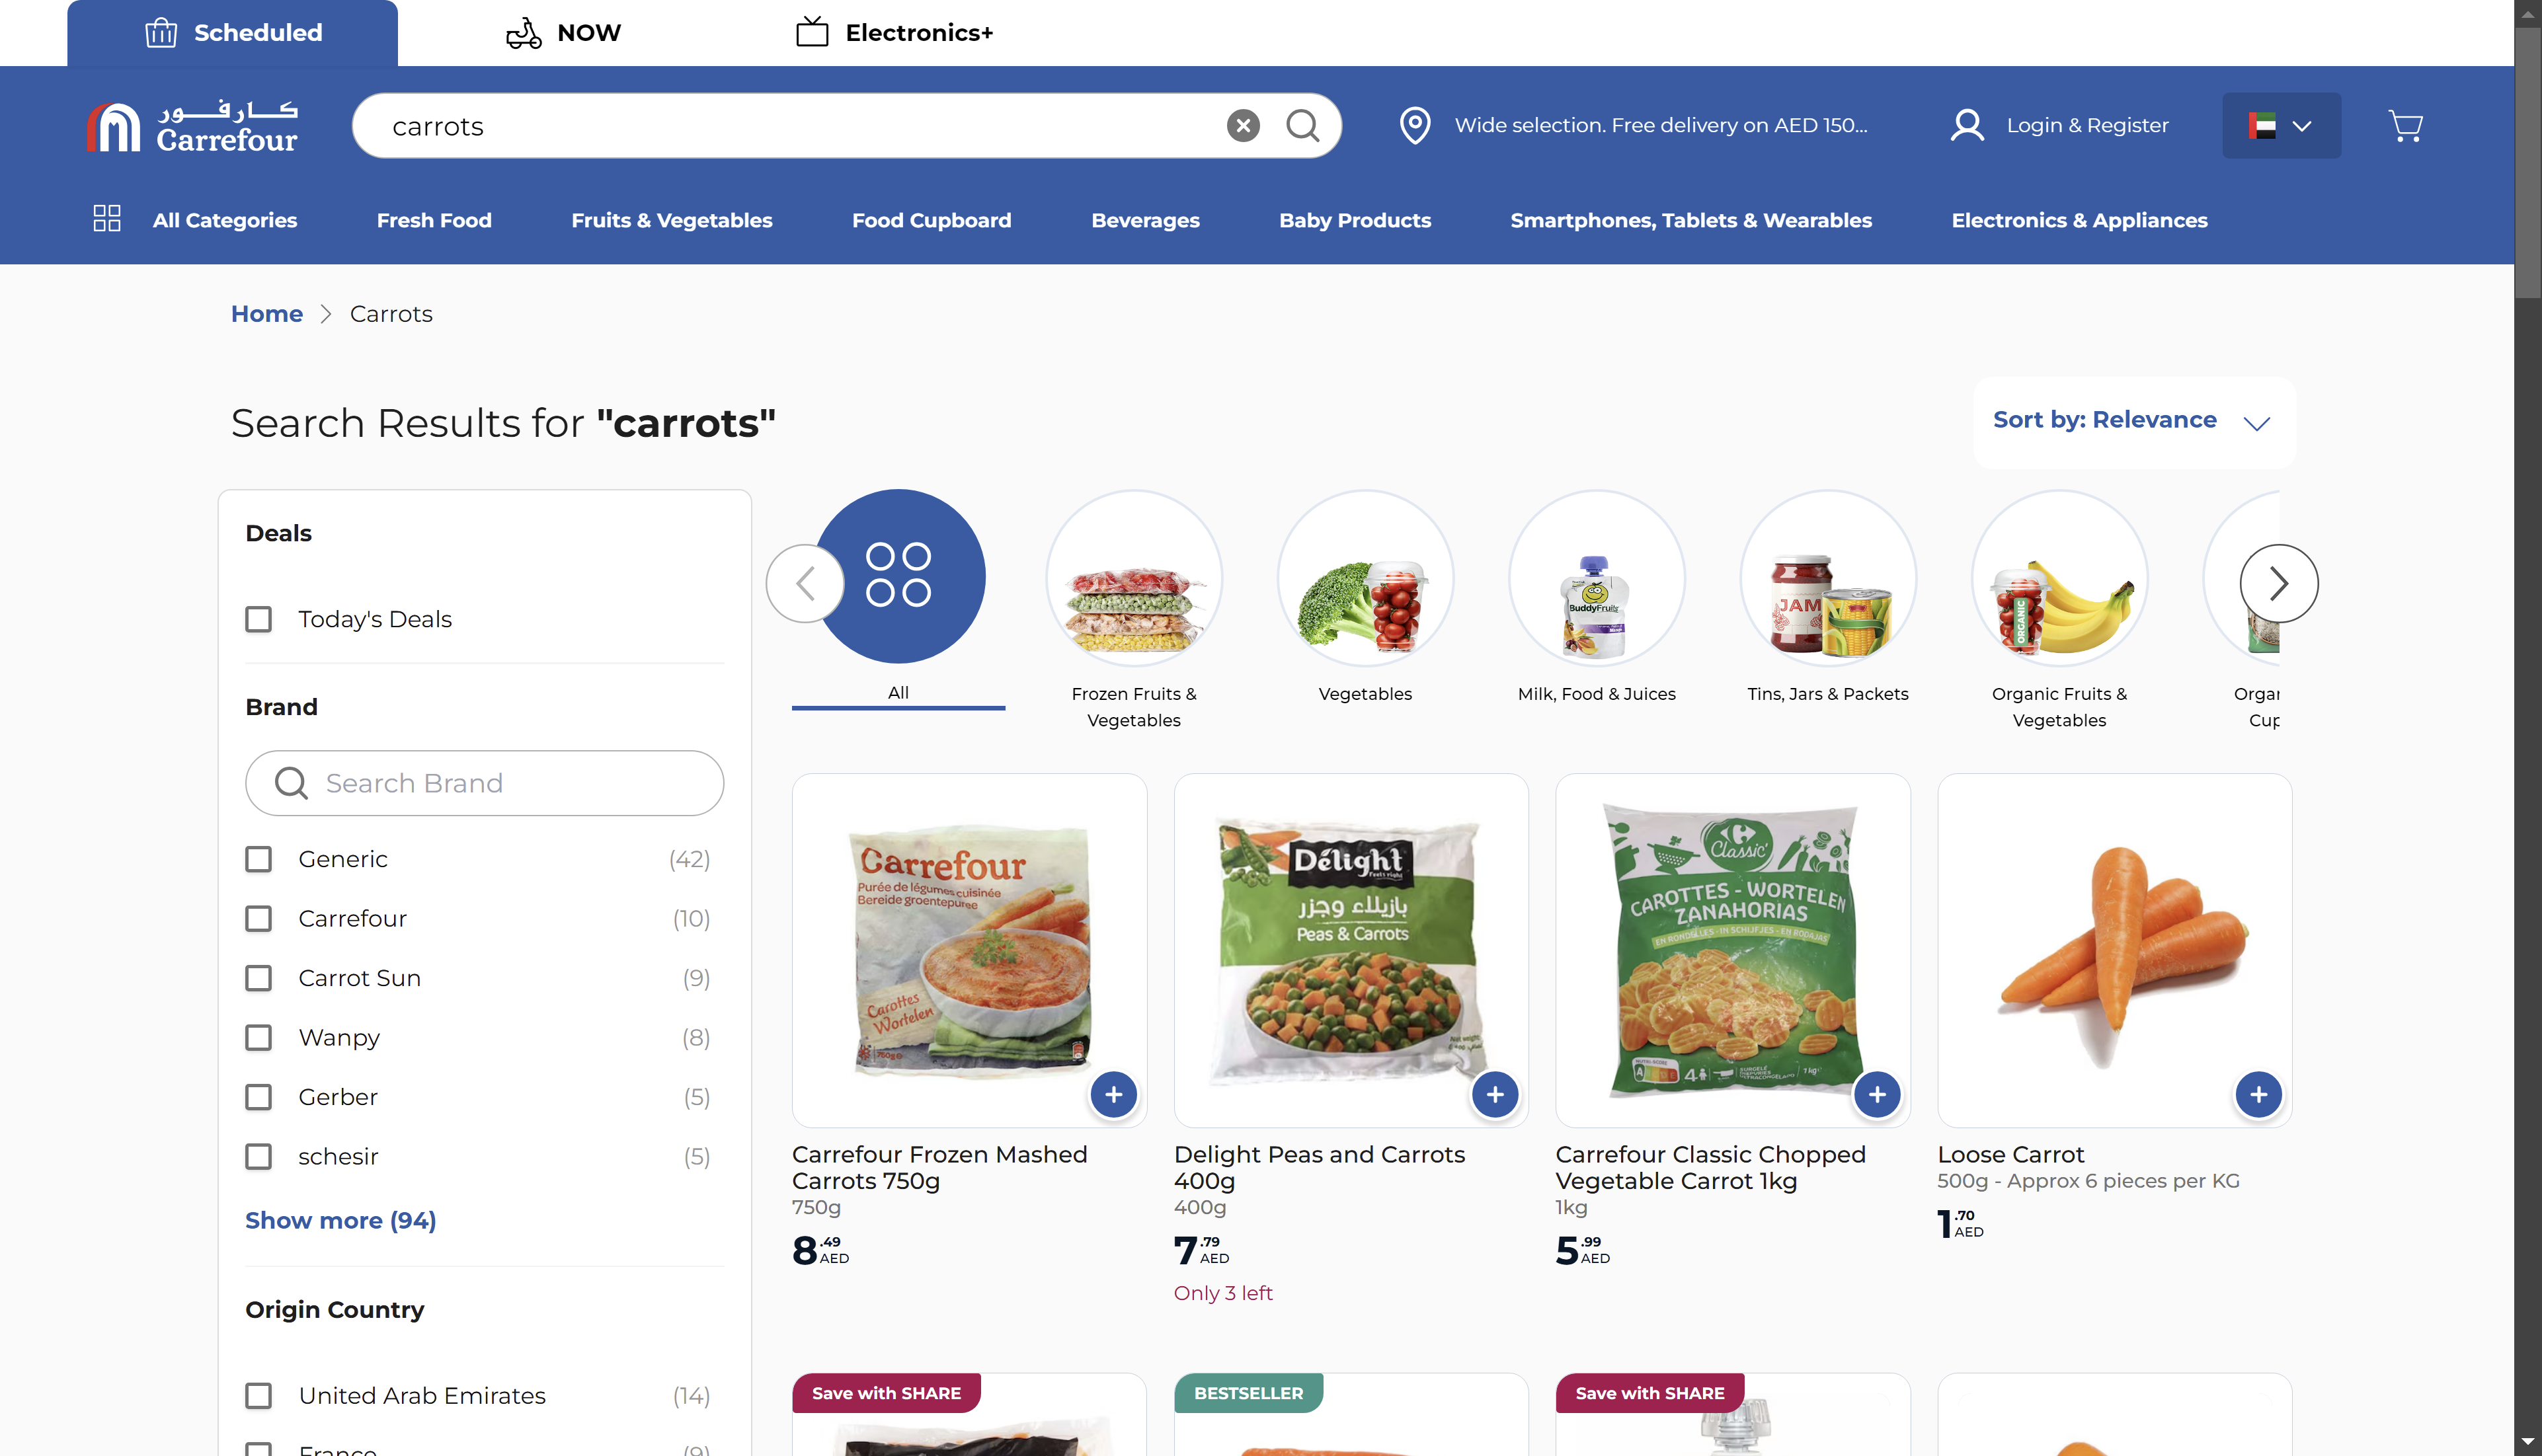 Scheduled
NOW
Electronics+
كارفور
Carrefour
carrots
Wide selection. Free delivery on AED 150...
Login & Register
All Categories
Fresh Food
Fruits & Vegetables
Food Cupboard
Beverages
Baby Products
Smartphones, Tablets & Wearables
Electronics & Appliances
Home
Carrots
Search Results for "carrots"
Sort by: Relevance
Deals
Today's Deals
Brand
Search Brand
Generic (42)
Carrefour (10)
Carrot Sun (9)
Wanpy (8)
Gerber (5)
schesir (5)
Show more (94)
Origin Country
United Arab Emirates (14)
France (9)
BuddyFruits
JAM
ORGANIC
All
Frozen Fruits &
Vegetables
Vegetables
Milk, Food & Juices
Tins, Jars & Packets
Organic Fruits &
Vegetables
Orgar
Cup
Carrefour
Purée de légumes cuisinée
Bereide groentepuree
Carottes
Wortelen
750g
Délight
Feels right
بازيلاء وجزر
Peas & Carrots
Classic'
CAROTTES - WORTELEN
ZANAHORIAS
EN RONDELLES - IN SCHIJFJES - EN RODAJAS
1kg
Carrefour Frozen Mashed
Carrots 750g
750g
8.49
AED
Delight Peas and Carrots
400g
400g
7.79
AED
Only 3 left
Carrefour Classic Chopped
Vegetable Carrot 1kg
1kg
5.99
AED
Loose Carrot
500g - Approx 6 pieces per KG
1.70
AED
Save with SHARE
BESTSELLER
Save with SHARE